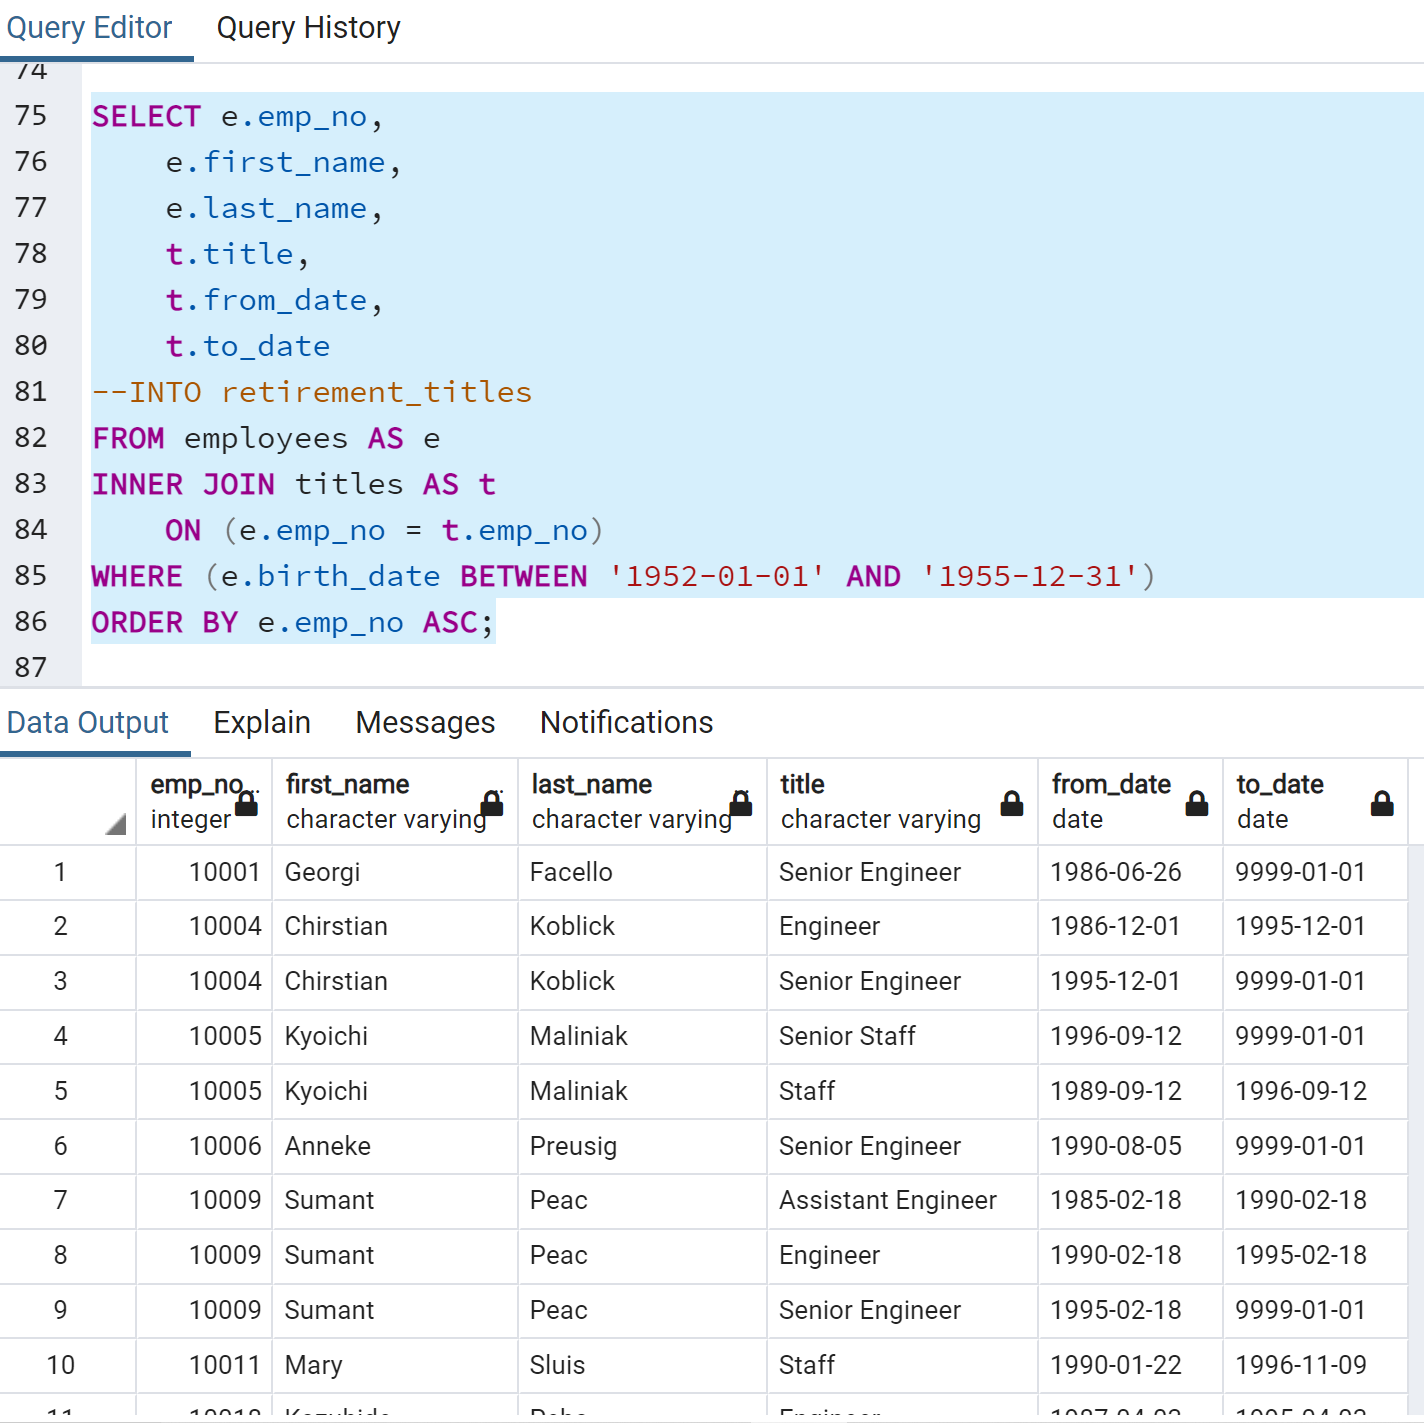 Query Editor Query History
74
75 SELECT e.emp_no,
76 e.first_name,
77 e.last_name,
78 t.title,
79 t.from_date,
80 t.to_date
81 --INTO retirement_titles
82 FROM employees AS e
83 INNER JOIN titles AS t
84 ON (e.emp_no = t.emp_no)
85 WHERE (e.birth_date BETWEEN '1952-01-01' AND '1955-12-31')
86 ORDER BY e.emp_no ASC;
87
Data Output Explain Messages Notifications
emp_no first_name last_name title from_date to_date
integer character varying character varying character varying date date
1 10001 Georgi Facello Senior Engineer 1986-06-26 9999-01-01
2 10004 Chirstian Koblick Engineer 1986-12-01 1995-12-01
3 10004 Chirstian Koblick Senior Engineer 1995-12-01 9999-01-01
4 10005 Kyoichi Maliniak Senior Staff 1996-09-12 9999-01-01
5 10005 Kyoichi Maliniak Staff 1989-09-12 1996-09-12
6 10006 Anneke Preusig Senior Engineer 1990-08-05 9999-01-01
7 10009 Sumant Peac Assistant Engineer 1985-02-18 1990-02-18
8 10009 Sumant Peac Engineer 1990-02-18 1995-02-18
9 10009 Sumant Peac Senior Engineer 1995-02-18 9999-01-01
10 10011 Mary Sluis Staff 1990-01-22 1996-11-09